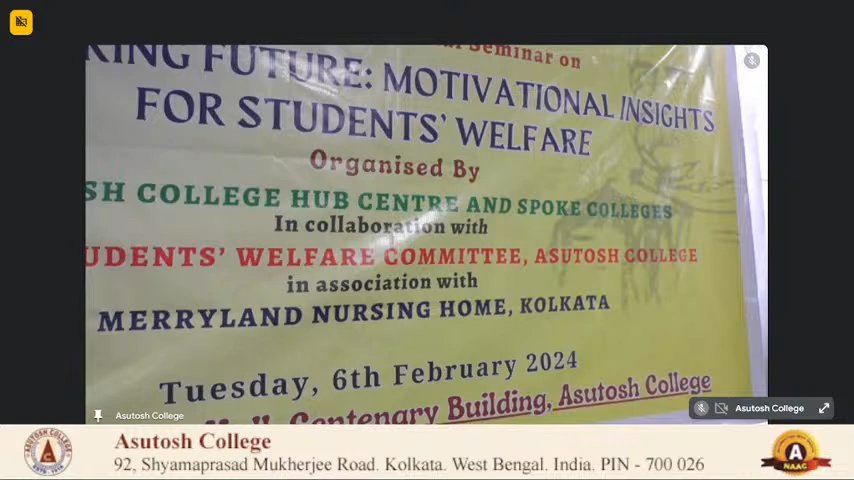 Seminar on
KING FUTURE: MOTIVATIONAL INSIGHTS
FOR STUDENTS' WELFARE
Organised By
SH COLLEGE HUB CENTRE AND SPOKE COLLEGES
In collaboration with
UDENTS' WELFARE COMMITTEE, ASUTOSH COLLEGE
in association with
MERRYLAND NURSING HOME, KOLKATA
Tuesday, 6th February 2024
Centenary Building, Asutosh College
Asutosh College
Asutosh College
Asutosh College
92, Shyamaprasad Mukherjee Road. Kolkata. West Bengal. India. PIN - 700 026
ASUTOSH COLLEGE
A
NAAC